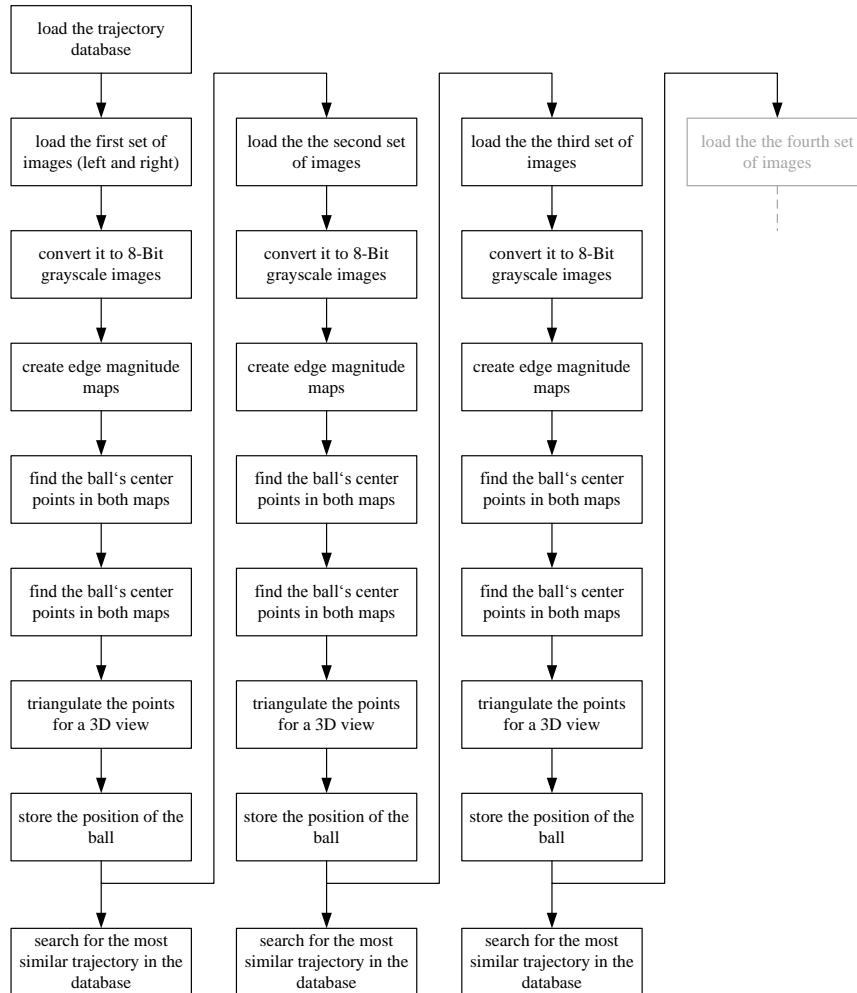 load the trajectory
database
load the first set of
images (left and right)
convert it to 8-Bit
grayscale images
create edge magnitude
maps
find the ball‘s center
points in both maps
find the ball‘s center
points in both maps
triangulate the points
for a 3D view
store the position of the
ball
search for the most
similar trajectory in the
database
load the the second set
of images
convert it to 8-Bit
grayscale images
create edge magnitude
maps
find the ball‘s center
points in both maps
find the ball‘s center
points in both maps
triangulate the points
for a 3D view
store the position of the
ball
search for the most
similar trajectory in the
database
load the the third set of
images
convert it to 8-Bit
grayscale images
create edge magnitude
maps
find the ball‘s center
points in both maps
find the ball‘s center
points in both maps
triangulate the points
for a 3D view
store the position of the
ball
search for the most
similar trajectory in the
database
load the the fourth set
of images